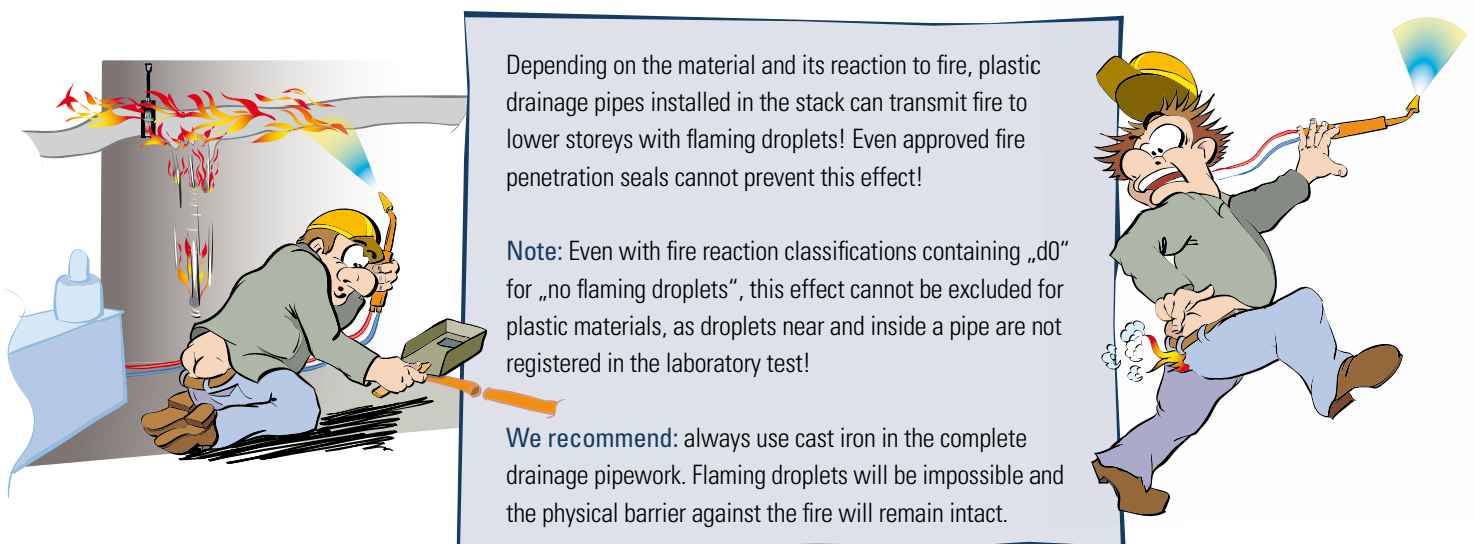 Depending on the material and its reaction to fire, plastic
drainage pipes installed in the stack can transmit fire to
lower storeys with flaming droplets! Even approved fire
penetration seals cannot prevent this effect!
Note: Even with fire reaction classifications containing „d0“
for „no flaming droplets“, this effect cannot be excluded for
plastic materials, as droplets near and inside a pipe are not
registered in the laboratory test!
We recommend: always use cast iron in the complete
drainage pipework. Flaming droplets will be impossible and
the physical barrier against the fire will remain intact.